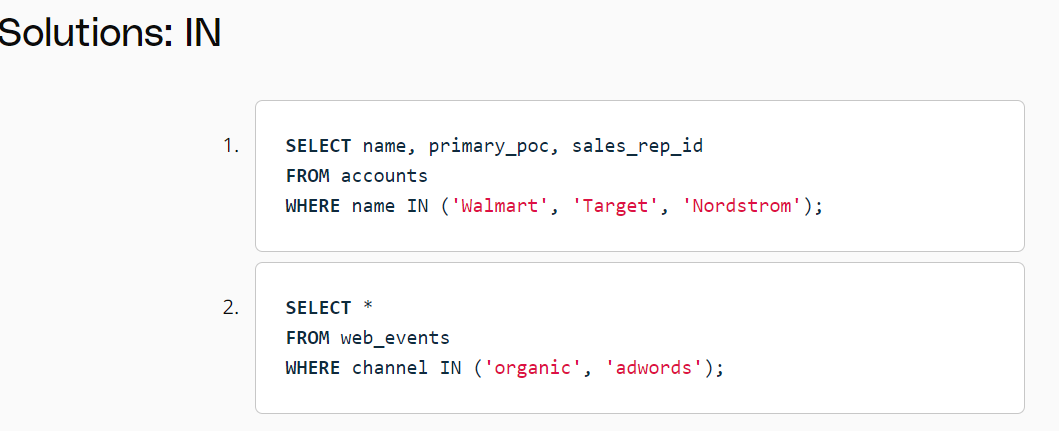 Solutions: IN
1.
SELECT name, primary_poc, sales_rep_id
FROM accounts
WHERE name IN ('Walmart', 'Target', 'Nordstrom');
2.
SELECT *
FROM web_events
WHERE channel IN ('organic', 'adwords');